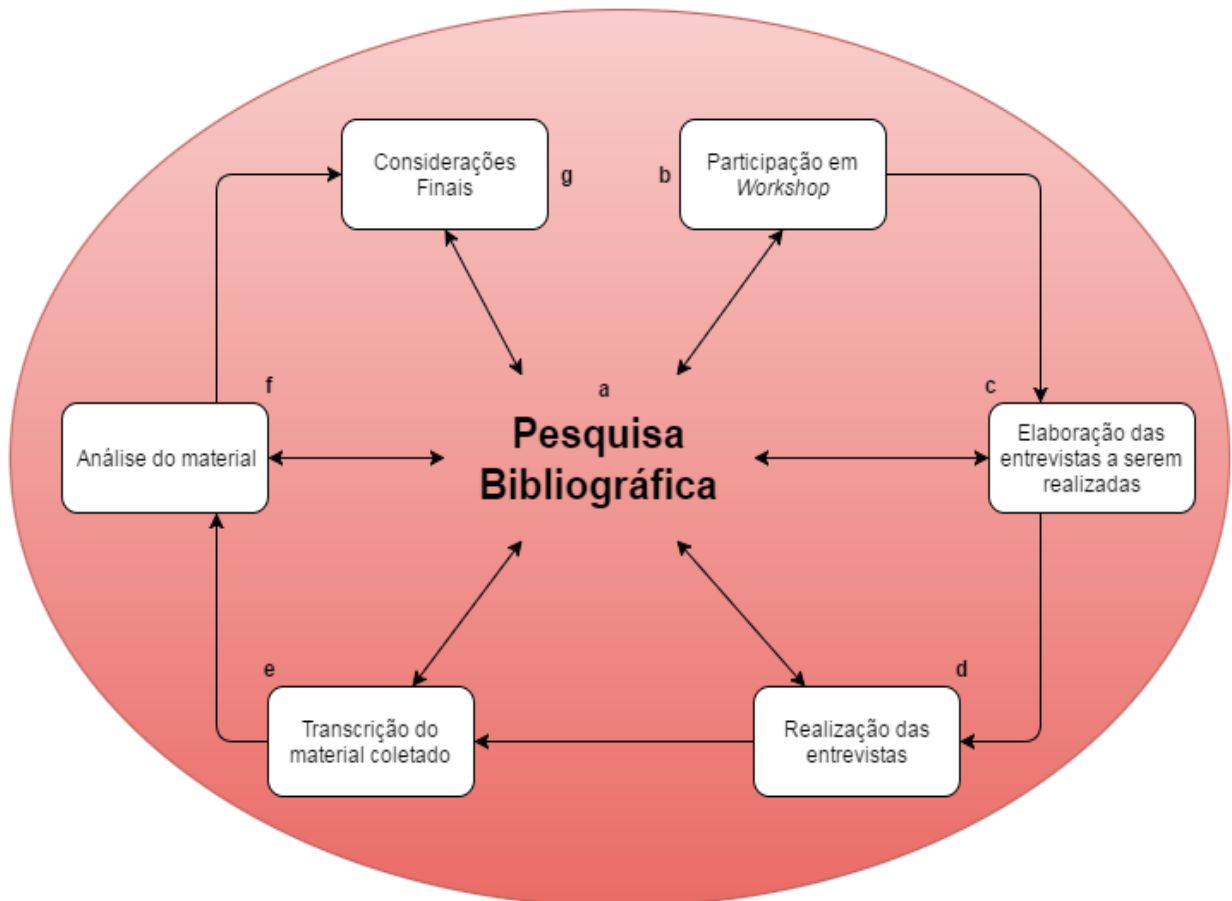 a
Pesquisa
Bibliográfica
b
Participação em
Workshop
c
Elaboração das
entrevistas a serem
realizadas
d
Realização das
entrevistas
e
Transcrição do
material coletado
f
Análise do material
g
Considerações
Finais